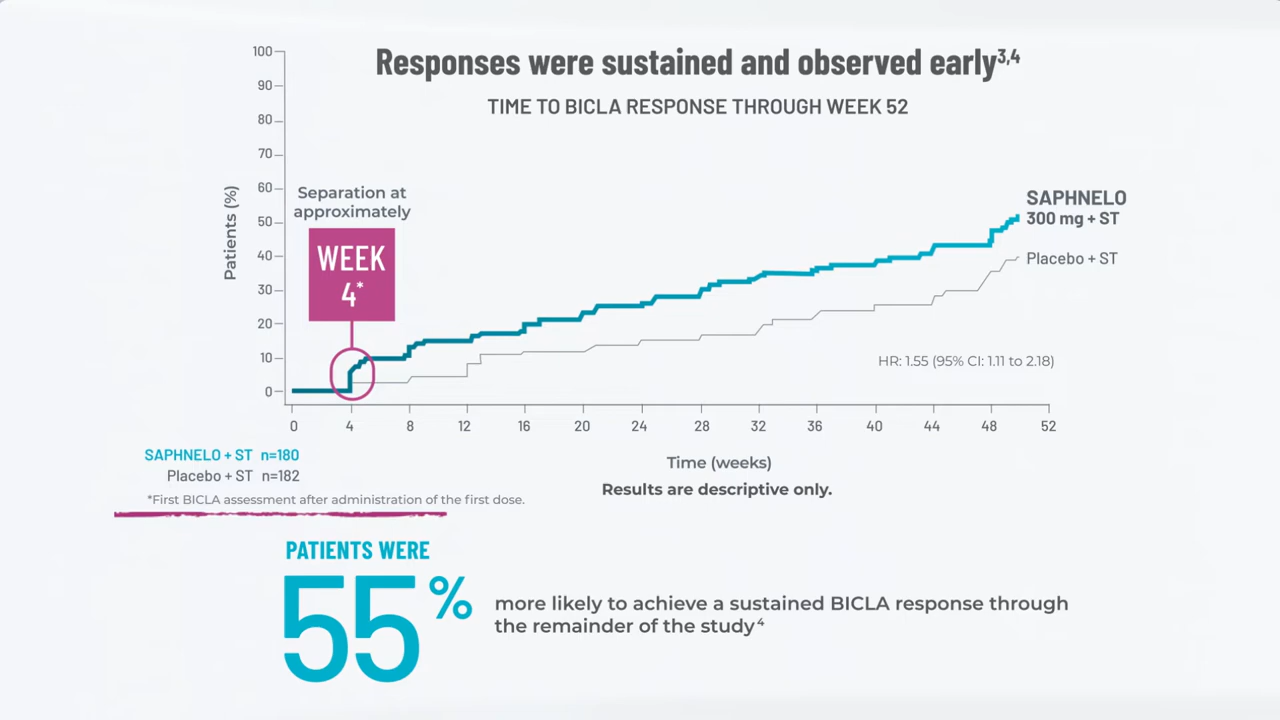 Responses were sustained and observed early3,4
TIME TO BICLA RESPONSE THROUGH WEEK 52
100
90
80
70
60
50
40
30
20
10
0
Patients (%)
Separation at
approximately
WEEK
4*
SAPHNELO
300 mg + ST
Placebo + ST
HR: 1.55 (95% CI: 1.11 to 2.18)
0 4 8 12 16 20 24 28 32 36 40 44 48 52
Time (weeks)
SAPHNELO + ST n=180
Placebo + ST n=182
*First BICLA assessment after administration of the first dose.
Results are descriptive only.
PATIENTS WERE
55%
more likely to achieve a sustained BICLA response through
the remainder of the study4